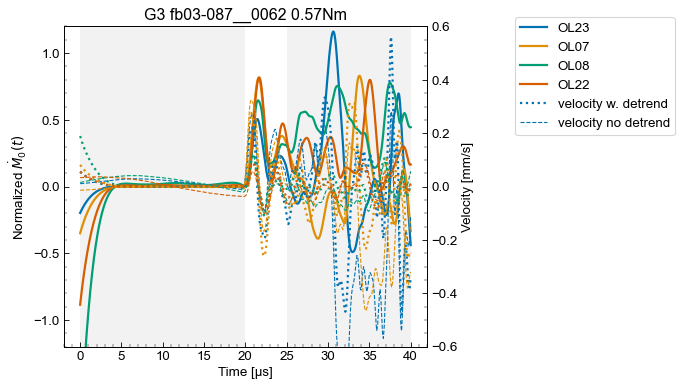 G3 fb03-087__0062 0.57Nm
Normalized Ṁ₀(t)
1.0
0.5
0.0
−0.5
−1.0
0.6
0.4
0.2
0.0
−0.2
−0.4
−0.6
Velocity [mm/s]
0 5 10 15 20 25 30 35 40
Time [μs]
OL23
OL07
OL08
OL22
velocity w. detrend
velocity no detrend